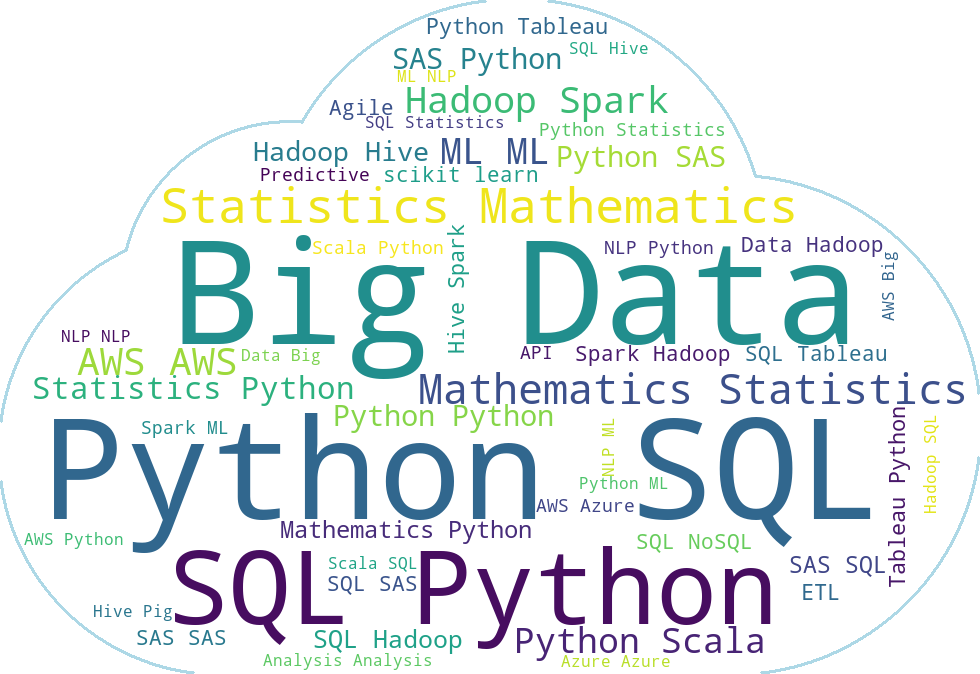 Python Tableau
SQL Hive
SAS Python
ML NLP
Hadoop Spark
Agile
SQL Statistics
Python Statistics
Hadoop Hive
ML ML
Python SAS
Predictive
scikit learn
Statistics Mathematics
Big Data
Scala Python
Hive Spark
NLP Python
Data Hadoop
AWS Big
NLP NLP
AWS AWS
Data Big
API
Spark Hadoop
SQL Tableau
Statistics Python
Mathematics Statistics
Python Python
Spark ML
Python SQL
NLP ML
Tableau Python
Hadoop SQL
Python ML
AWS Azure
AWS Python
Mathematics Python
SQL NoSQL
SQL Python
Scala SQL
SQL SAS
SAS SQL
ETL
Hive Pig
SAS SAS
SQL Hadoop
Python Scala
Analysis Analysis
Azure Azure